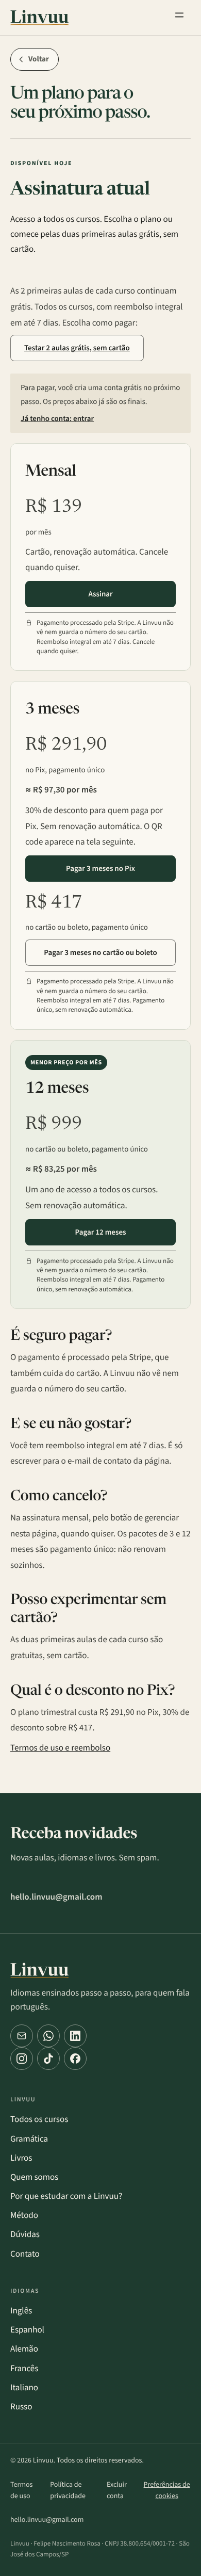 Linvuu
Voltar
Um plano para o
seu próximo passo.
DISPONÍVEL HOJE
Assinatura atual
Acesso a todos os cursos. Escolha o plano ou
comece pelas duas primeiras aulas grátis, sem
cartão.
As 2 primeiras aulas de cada curso continuam
grátis. Todos os cursos, com reembolso integral
em até 7 dias. Escolha como pagar:
Testar 2 aulas grátis, sem cartão
Para pagar, você cria uma conta grátis no próximo
passo. Os preços abaixo já são os finais.
Já tenho conta: entrar
Mensal
R$ 139
por mês
Cartão, renovação automática. Cancele
quando quiser.
Assinar
Pagamento processado pela Stripe. A Linvuu não
vê nem guarda o número do seu cartão.
Reembolso integral em até 7 dias. Cancele
quando quiser.
3 meses
R$ 291,90
no Pix, pagamento único
≈ R$ 97,30 por mês
30% de desconto para quem paga por
Pix. Sem renovação automática. O QR
code aparece na tela seguinte.
Pagar 3 meses no Pix
R$ 417
no cartão ou boleto, pagamento único
Pagar 3 meses no cartão ou boleto
Pagamento processado pela Stripe. A Linvuu não
vê nem guarda o número do seu cartão.
Reembolso integral em até 7 dias. Pagamento
único, sem renovação automática.
MENOR PREÇO POR MÊS
12 meses
R$ 999
no cartão ou boleto, pagamento único
≈ R$ 83,25 por mês
Um ano de acesso a todos os cursos.
Sem renovação automática.
Pagar 12 meses
Pagamento processado pela Stripe. A Linvuu não
vê nem guarda o número do seu cartão.
Reembolso integral em até 7 dias. Pagamento
único, sem renovação automática.
É seguro pagar?
O pagamento é processado pela Stripe, que
também cuida do cartão. A Linvuu não vê nem
guarda o número do seu cartão.
E se eu não gostar?
Você tem reembolso integral em até 7 dias. É só
escrever para o e-mail de contato da página.
Como cancelo?
Na assinatura mensal, pelo botão de gerenciar
nesta página, quando quiser. Os pacotes de 3 e 12
meses são pagamento único: não renovam
sozinhos.
Posso experimentar sem
cartão?
As duas primeiras aulas de cada curso são
gratuitas, sem cartão.
Qual é o desconto no Pix?
O plano trimestral custa R$ 291,90 no Pix, 30% de
desconto sobre R$ 417.
Termos de uso e reembolso
Receba novidades
Novas aulas, idiomas e livros. Sem spam.
hello.linvuu@gmail.com
Linvuu
Idiomas ensinados passo a passo, para quem fala
português.
LINVUU
Todos os cursos
Gramática
Livros
Quem somos
Por que estudar com a Linvuu?
Método
Dúvidas
Contato
IDIOMAS
Inglês
Espanhol
Alemão
Francês
Italiano
Russo
© 2026 Linvuu. Todos os direitos reservados.
Termos de uso
Política de privacidade
Excluir conta
Preferências de cookies
hello.linvuu@gmail.com
Linvuu · Felipe Nascimento Rosa · CNPJ 38.800.654/0001-72 · São
José dos Campos/SP